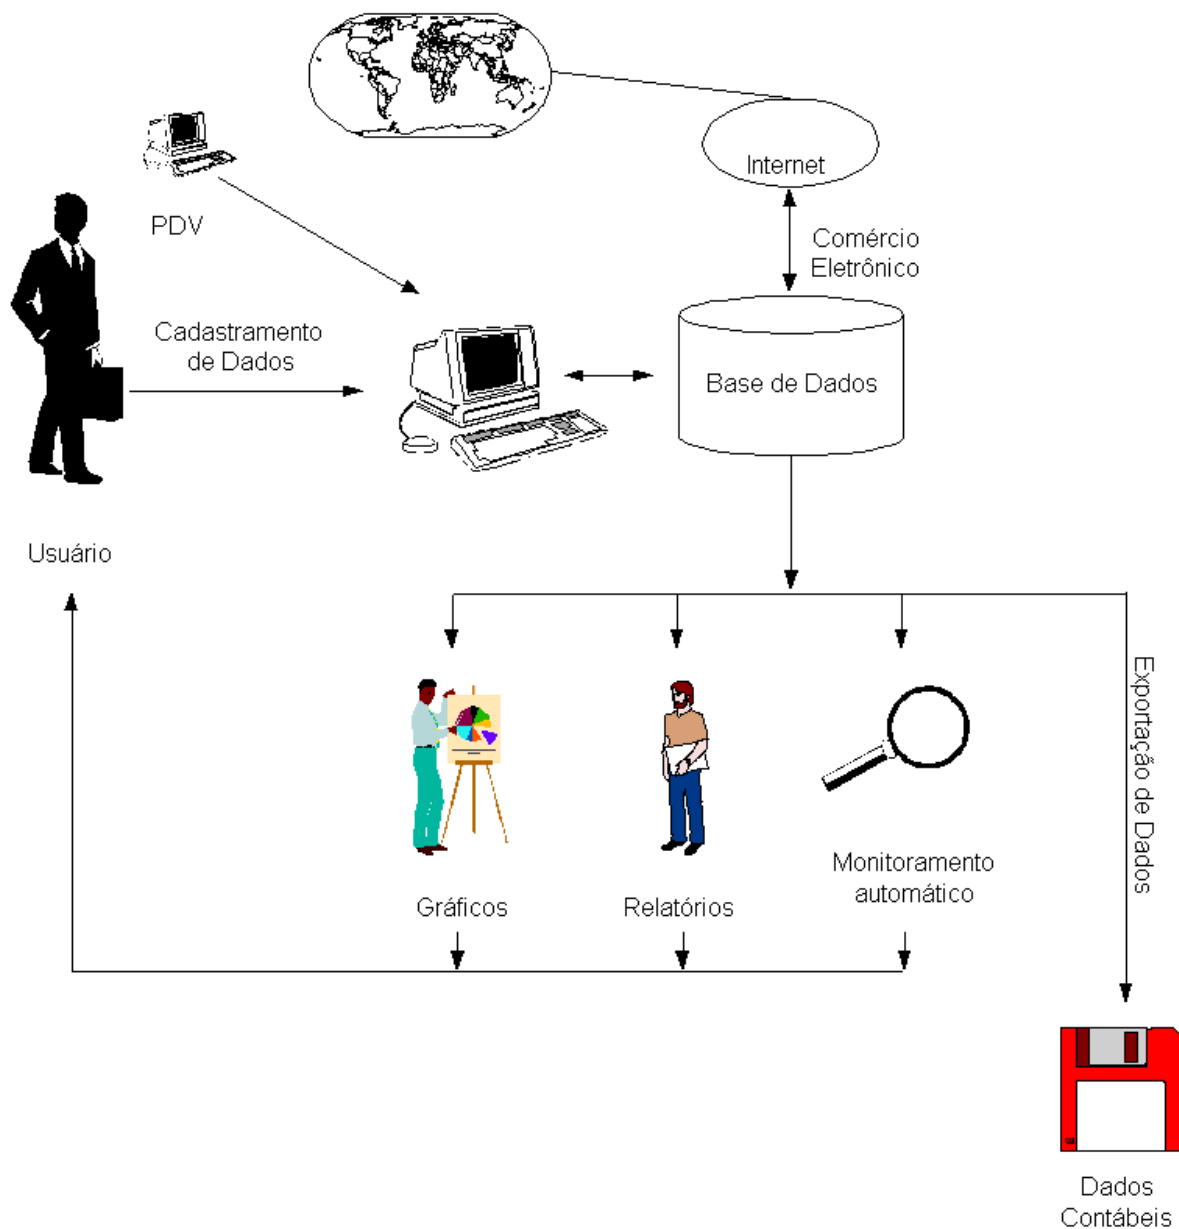 Internet
PDV
Comércio
Eletrônico
Cadastramento
de Dados
Base de Dados
Usuário
Exportação de Dados
Monitoramento
automático
Gráficos
Relatórios
Dados
Contábeis